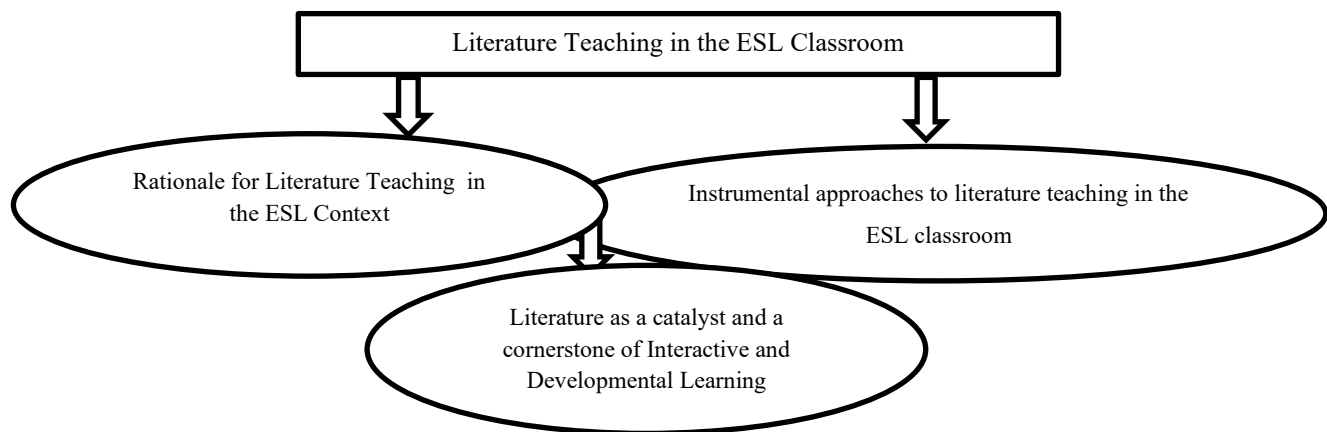 Literature Teaching in the ESL Classroom
Rationale for Literature Teaching in
the ESL Context
Instrumental approaches to literature teaching in the
ESL classroom
Literature as a catalyst and a
cornerstone of Interactive and
Developmental Learning